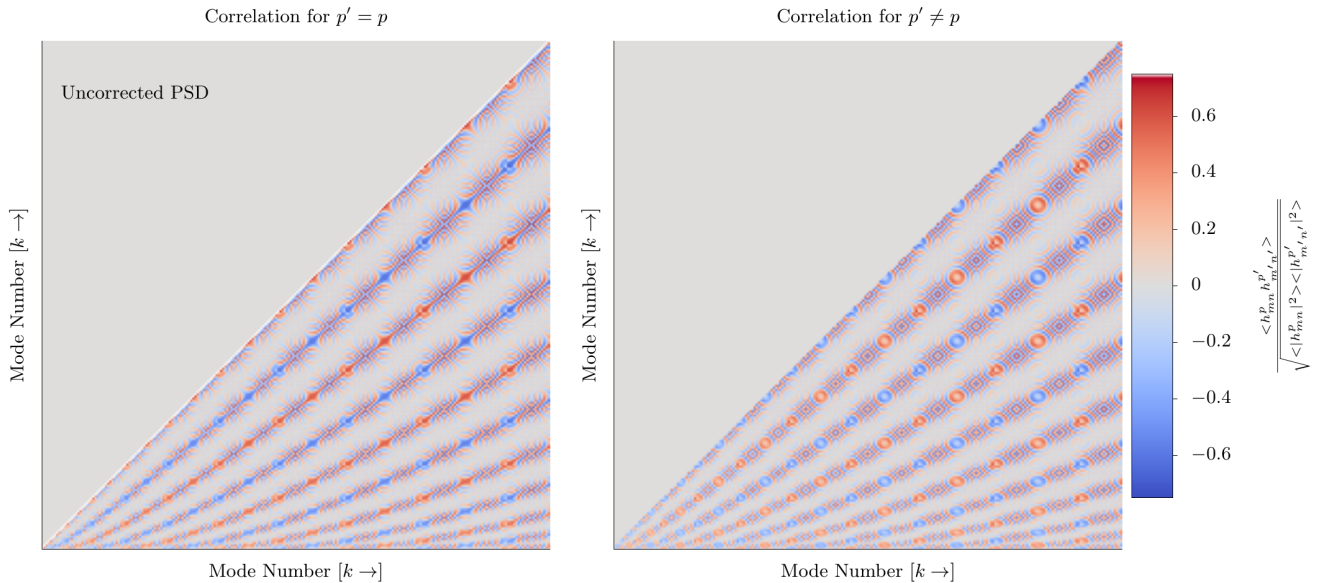 Correlation for p′ = p
Correlation for p′ ≠ p
Uncorrected PSD
Mode Number [k →]
Mode Number [k →]
Mode Number [k →]
Mode Number [k →]
0.6
0.4
0.2
0
−0.2
−0.4
−0.6
<h^p_{mn} h^{p′}_{m′n′}>
√<|h^p_{mn}|²><|h^{p′}_{m′n′}|²>